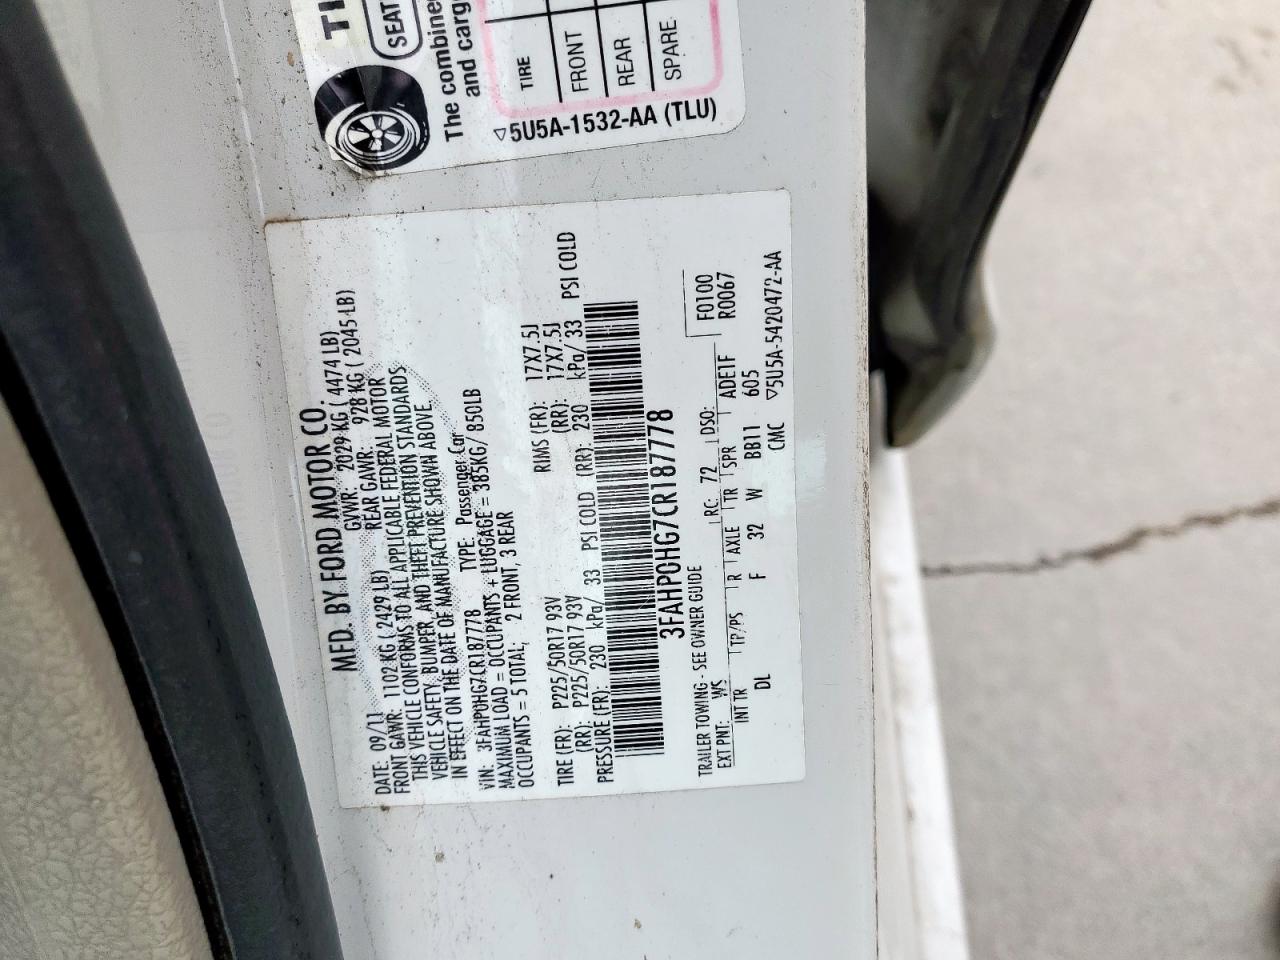 TI
SEAT
The combine
and carg
TIRE
FRONT
REAR
SPARE
5U5A-1532-AA (TLU)
MFD. BY FORD MOTOR CO.
DATE: 09/11 GVWR: 2029 KG ( 4474 LB)
FRONT GAWR: 1102 KG ( 2429 LB) REAR GAWR: 928 KG ( 2045 LB)
THIS VEHICLE CONFORMS TO ALL APPLICABLE FEDERAL MOTOR
VEHICLE SAFETY, BUMPER, AND THEFT PREVENTION STANDARDS
IN EFFECT ON THE DATE OF MANUFACTURE SHOWN ABOVE.
VIN: 3FAHP0HG7CR187778 TYPE: Passenger Car
MAXIMUM LOAD = OCCUPANTS + LUGGAGE = 385KG/ 850LB
OCCUPANTS = 5 TOTAL; 2 FRONT, 3 REAR
TIRE (FR): P225/50R17 93V RIMS (FR): 17X7.5J
(RR): P225/50R17 93V (RR): 17X7.5J
PRESSURE (FR): 230 kPa/ 33 PSI COLD (RR): 230 kPa/ 33 PSI COLD
3FAHP0HG7CR187778
F0100
R0067
TRAILER TOWING - SEE OWNER GUIDE
EXT PNT: WS RC: 72 DSO:
INT TR TP/PS R AXLE TR SPR ADE1F
DL F 32 W BB11 605
CMC 5U5A-5420472-AA